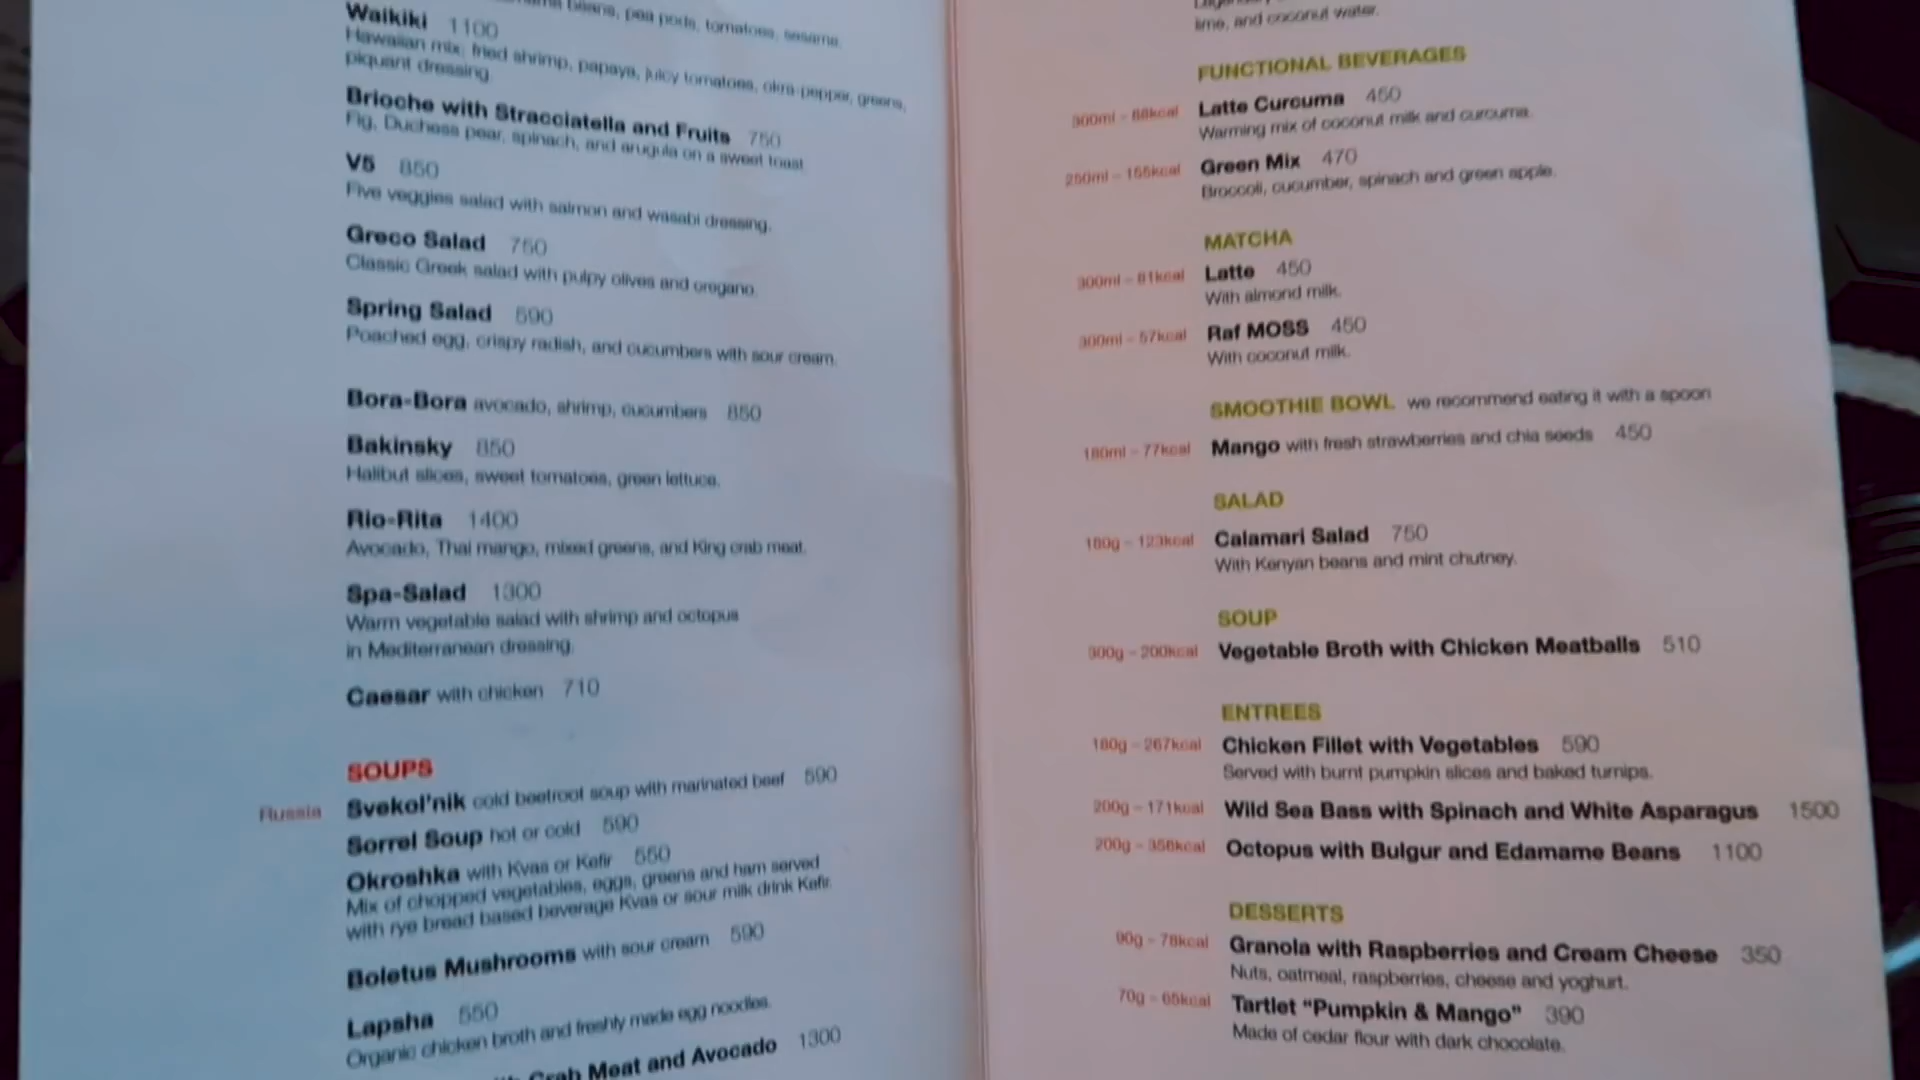 beans, pea pods, tomatoes, sesame.
Waikiki 1100
Hawaiian mix: fried shrimp, papaya, juicy tomatoes, okra-pepper, greens,
piquant dressing.
Brioche with Stracciatella and Fruits 750
Fig, Duchess pear, spinach, and arugula on a sweet toast.
V5 850
Five veggies salad with salmon and wasabi dressing.
Greco Salad 750
Classic Greek salad with pulpy olives and oregano.
Spring Salad 590
Poached egg, crispy radish, and cucumbers with sour cream.
Bora-Bora avocado, shrimp, cucumbers 850
Bakinsky 850
Halibut slices, sweet tomatoes, green lettuce.
Rio-Rita 1400
Avocado, Thai mango, mixed greens, and King crab meat.
Spa-Salad 1300
Warm vegetable salad with shrimp and octopus
in Mediterranean dressing.
Caesar with chicken 710
SOUPS
Russia Svekol'nik cold beetroot soup with marinated beef 590
Sorrel Soup hot or cold 590
Okroshka with Kvas or Kefir 550
Mix of chopped vegetables, eggs, greens and ham served
with rye bread based beverage Kvas or sour milk drink Kefir.
Boletus Mushrooms with sour cream 590
Lapsha 550
Organic chicken broth and freshly made egg noodles.
Crab Meat and Avocado 1300
lime, and coconut water.
FUNCTIONAL BEVERAGES
300ml - 68kcal Latte Curcuma 450
Warming mix of coconut milk and curcuma.
250ml - 155kcal Green Mix 470
Broccoli, cucumber, spinach and green apple.
MATCHA
300ml - 81kcal Latte 450
With almond milk.
300ml - 57kcal Raf MOSS 450
With coconut milk.
SMOOTHIE BOWL we recommend eating it with a spoon
180ml - 77kcal Mango with fresh strawberries and chia seeds 450
SALAD
180g - 123kcal Calamari Salad 750
With Kenyan beans and mint chutney.
SOUP
300g - 200kcal Vegetable Broth with Chicken Meatballs 510
ENTREES
180g - 267kcal Chicken Fillet with Vegetables 590
Served with burnt pumpkin slices and baked turnips.
200g - 171kcal Wild Sea Bass with Spinach and White Asparagus 1500
200g - 358kcal Octopus with Bulgur and Edamame Beans 1100
DESSERTS
90g - 78kcal Granola with Raspberries and Cream Cheese 350
Nuts, oatmeal, raspberries, cheese and yoghurt.
70g - 65kcal Tartlet "Pumpkin & Mango" 390
Made of cedar flour with dark chocolate.